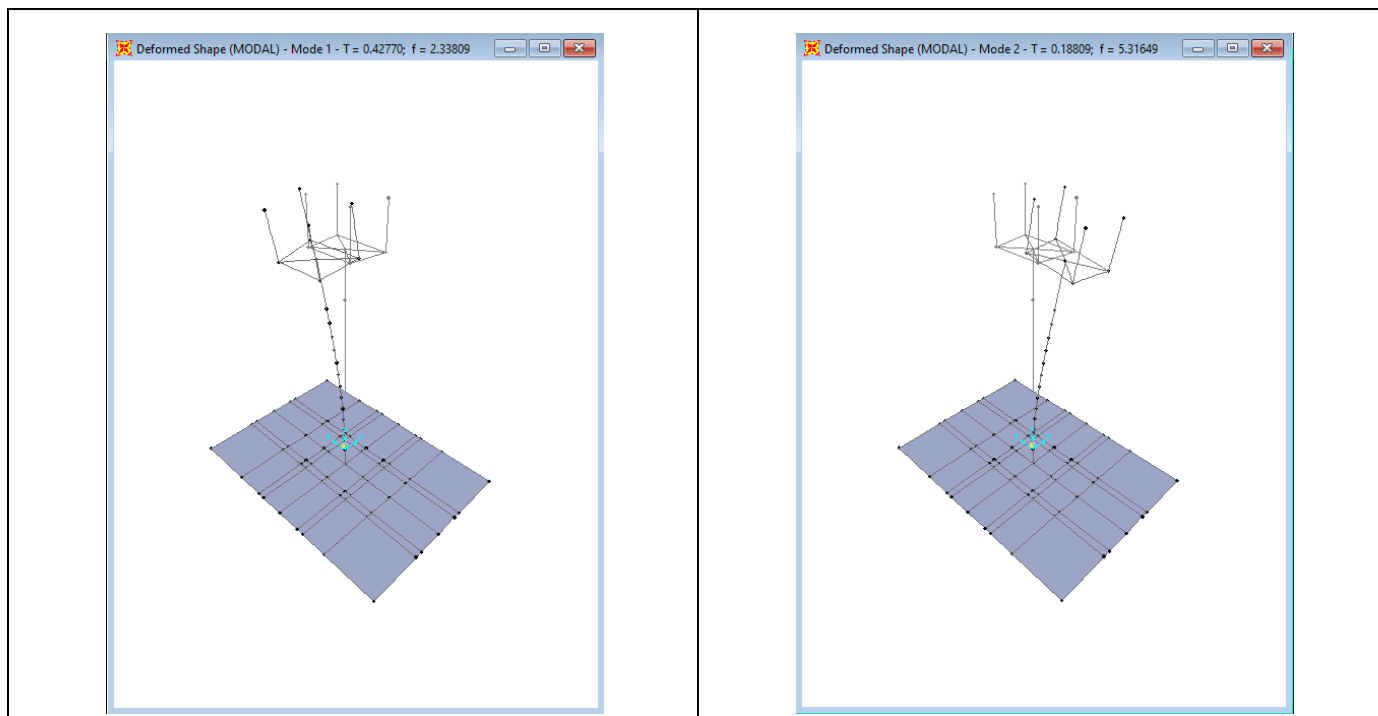 Deformed Shape (MODAL) - Mode 1 - T = 0.42770; f = 2.33809
Deformed Shape (MODAL) - Mode 2 - T = 0.18809; f = 5.31649